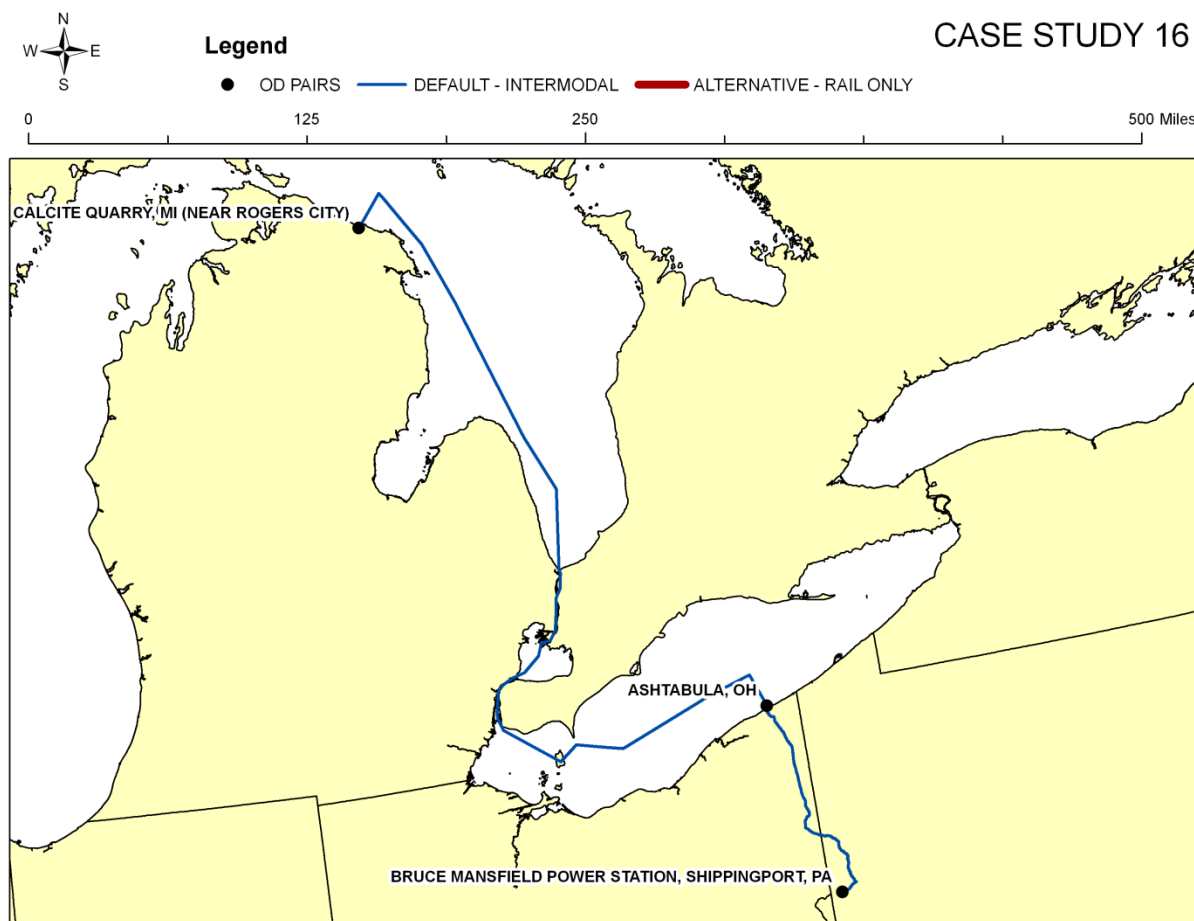 N
W E
S
Legend
CASE STUDY 16
OD PAIRS DEFAULT - INTERMODAL ALTERNATIVE - RAIL ONLY
0 125 250 500 Miles
CALCITE QUARRY, MI (NEAR ROGERS CITY)
ASHTABULA, OH
BRUCE MANSFIELD POWER STATION, SHIPPINGPORT, PA